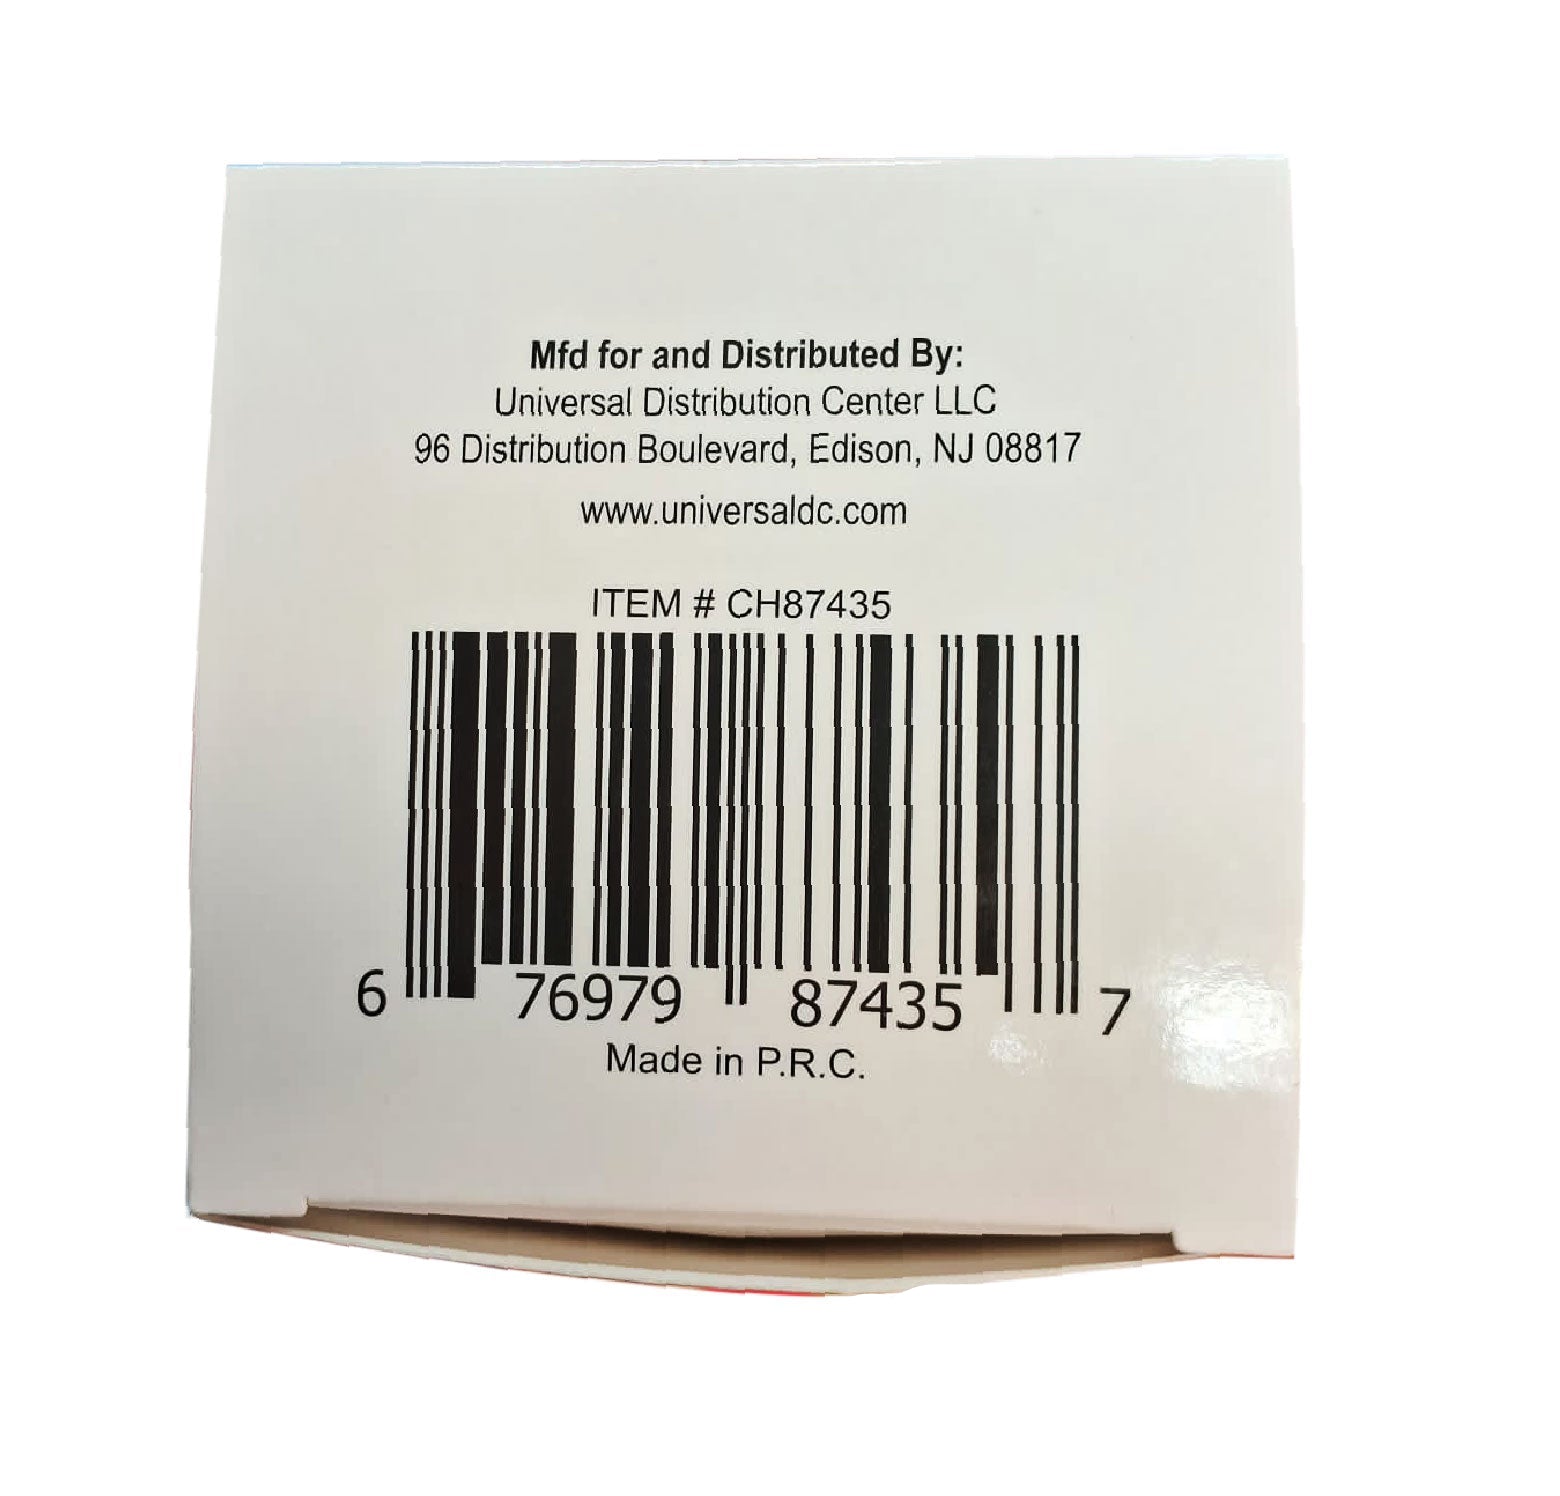 Mfd for and Distributed By:
Universal Distribution Center LLC
96 Distribution Boulevard, Edison, NJ 08817
www.universaldc.com
ITEM # CH87435
6 76979 87435 7
Made in P.R.C.